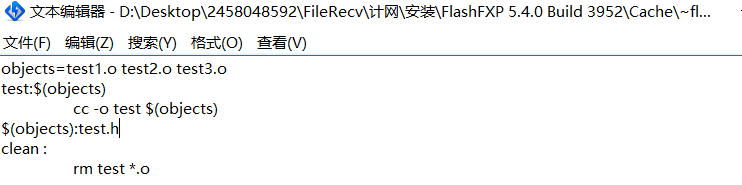 文本编辑器 - D:\Desktop\2458048592\FileRecv\计网\安装\FlashFXP 5.4.0 Build 3952\Cache\~fl...
文件(F) 编辑(Z) 搜索(Y) 格式(O) 查看(V)
objects=test1.o test2.o test3.o
test:$(objects)
cc -o test $(objects)
$(objects):test.h
clean :
rm test *.o